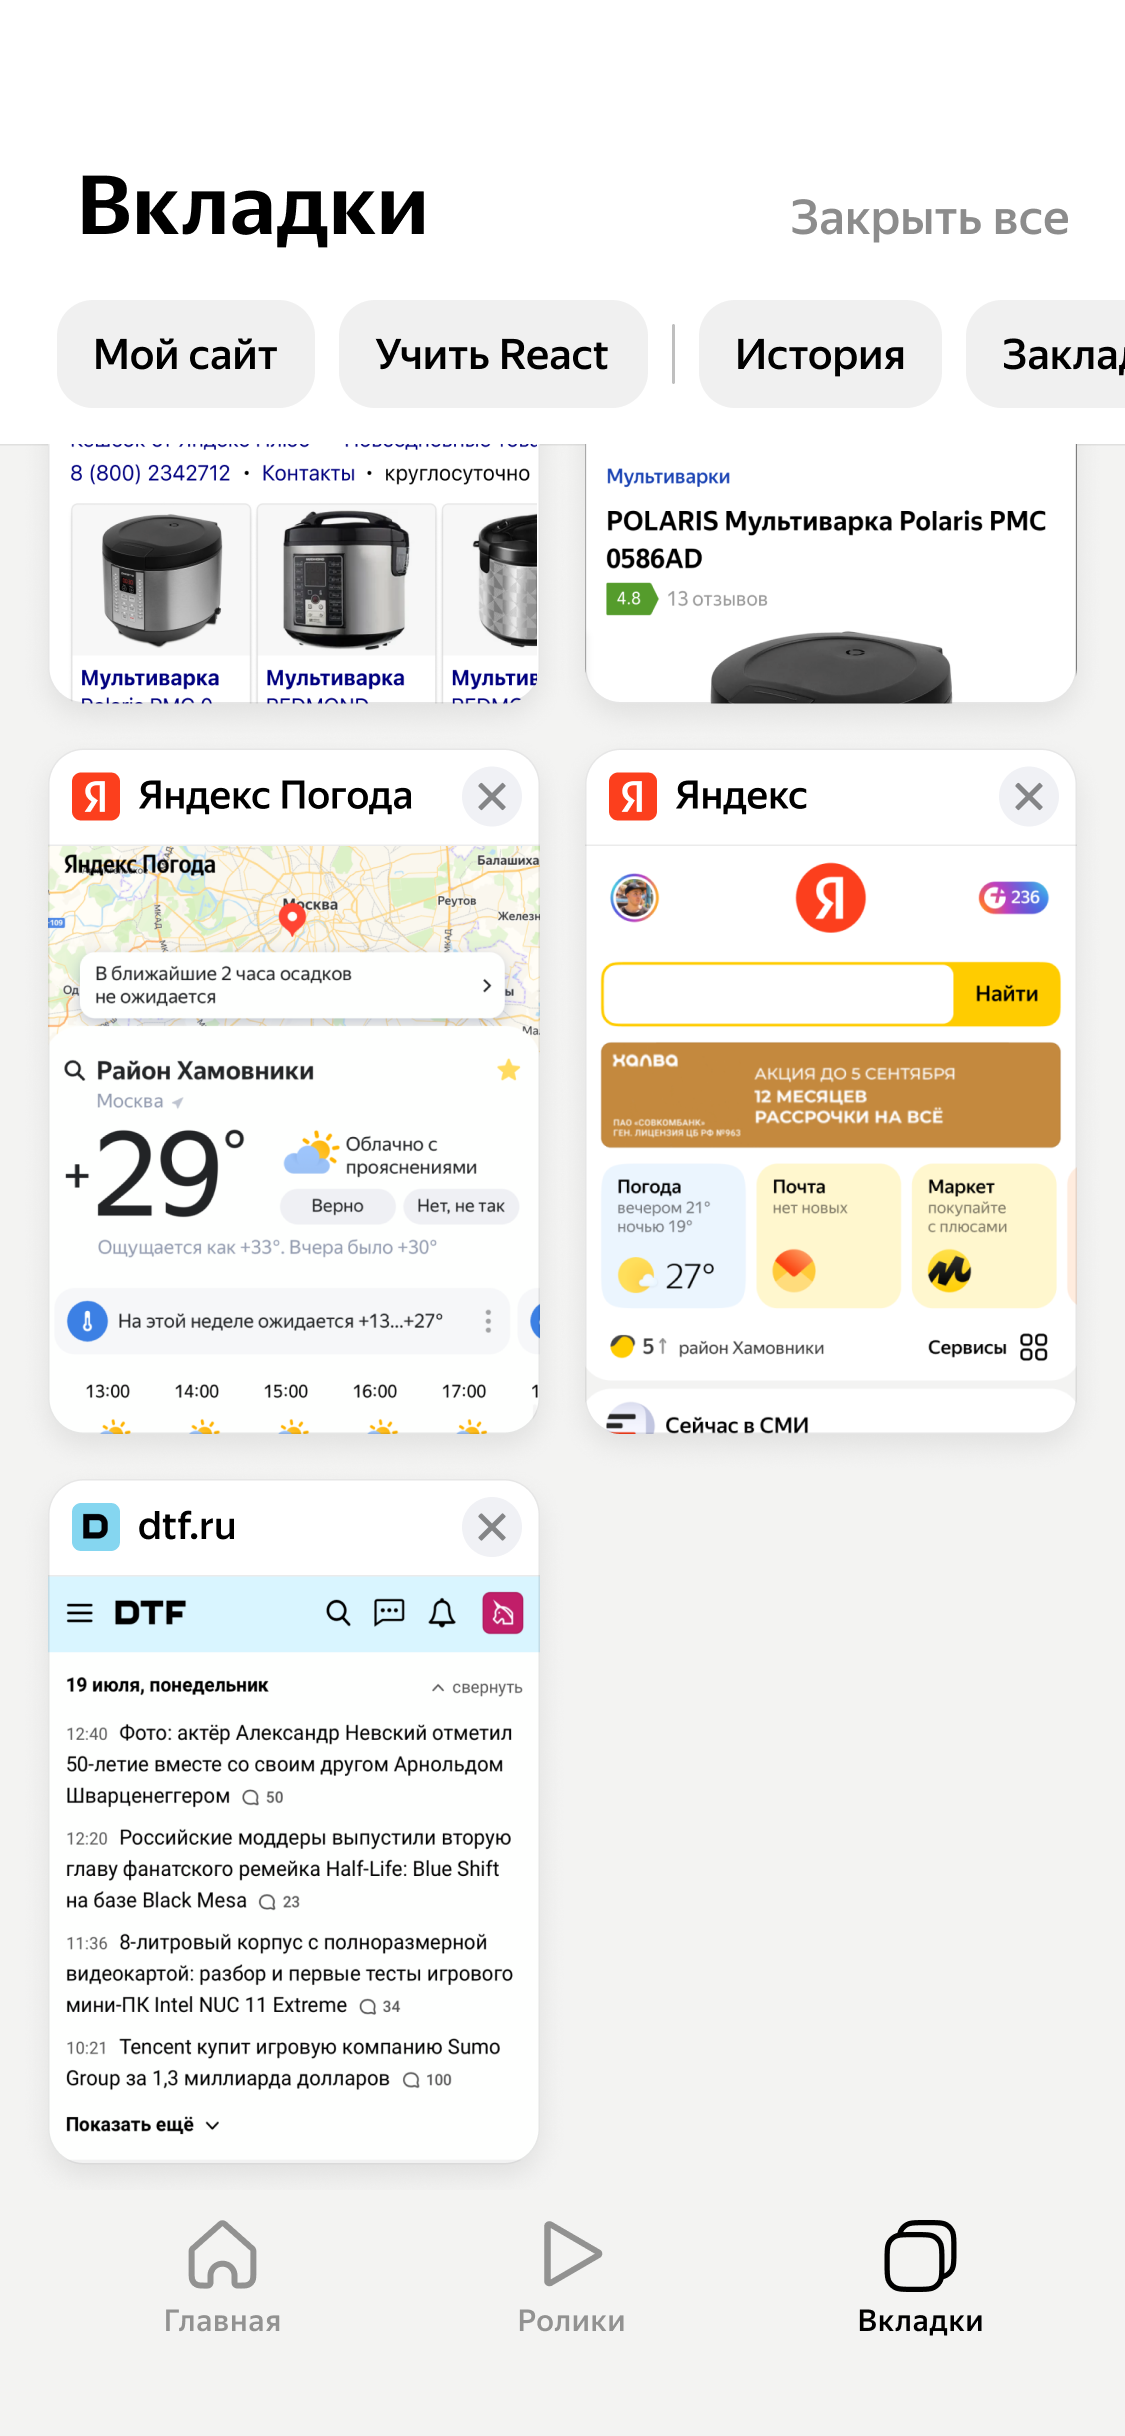 Вкладки
Закрыть все
Мой сайт
Учить React
История
8 (800) 2342712 • Контакты • круглосуточно
Мультиварка
Мультиварка
Мультиварки
POLARIS Мультиварка Polaris PMC
0586AD
4.8 13 отзывов
Я Яндекс Погода
Яндекс Погода
Балашиха
Москва
Реутов
МКАД
МКАД
109
В ближайшие 2 часа осадков
не ожидается
Район Хамовники
Москва
+29°
Облачно с
прояснениями
Верно
Нет, не так
Ощущается как +33°. Вчера было +30°
На этой неделе ожидается +13...+27°
13:00 14:00 15:00 16:00 17:00
Я Яндекс
Я
236
Найти
халва
АКЦИЯ ДО 5 СЕНТЯБРЯ
12 МЕСЯЦЕВ
РАССРОЧКИ НА ВСЁ
ПАО «СОВКОМБАНК»
ГЕН. ЛИЦЕНЗИЯ ЦБ РФ №963
Погода
вечером 21°
ночью 19°
27°
Почта
нет новых
Маркет
покупайте
с плюсами
5↑ район Хамовники
Сервисы
Сейчас в СМИ
D dtf.ru
DTF
19 июля, понедельник
свернуть
12:40 Фото: актёр Александр Невский отметил
50-летие вместе со своим другом Арнольдом
Шварценеггером 50
12:20 Российские моддеры выпустили вторую
главу фанатского ремейка Half-Life: Blue Shift
на базе Black Mesa 23
11:36 8-литровый корпус с полноразмерной
видеокартой: разбор и первые тесты игрового
мини-ПК Intel NUC 11 Extreme 34
10:21 Tencent купит игровую компанию Sumo
Group за 1,3 миллиарда долларов 100
Показать ещё
Главная
Ролики
Вкладки